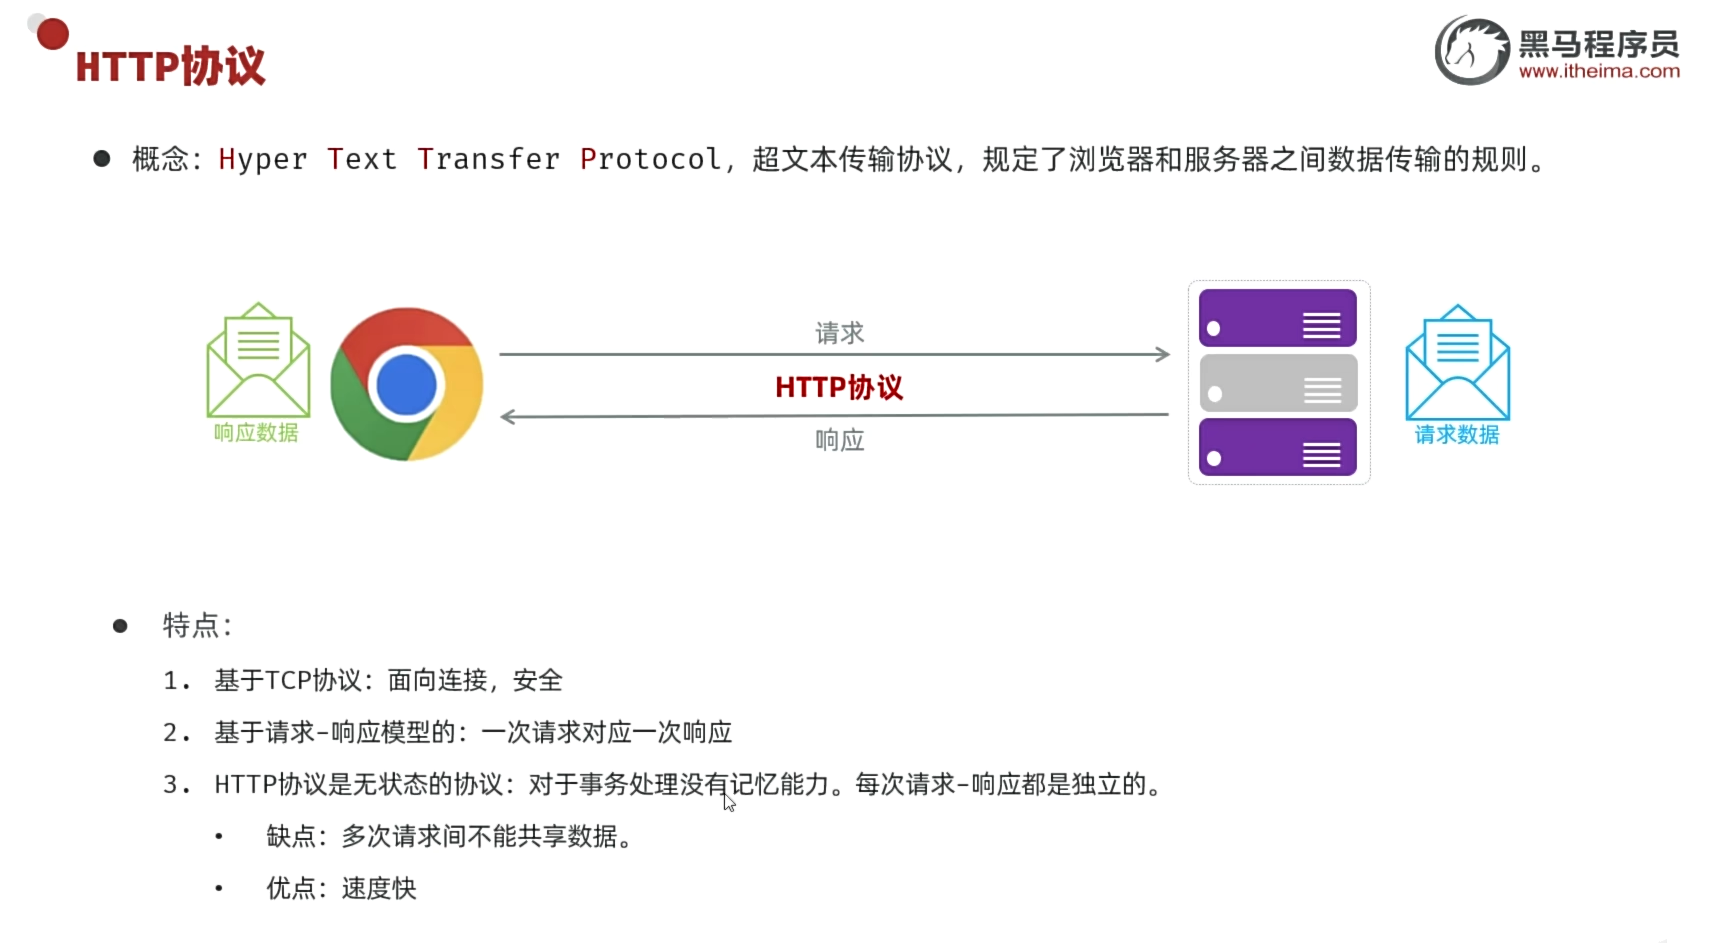 HTTP协议
黑马程序员
www.itheima.com
● 概念：Hyper Text Transfer Protocol，超文本传输协议，规定了浏览器和服务器之间数据传输的规则。
请求
HTTP协议
响应
响应数据
请求数据
● 特点：
1. 基于TCP协议：面向连接，安全
2. 基于请求-响应模型的：一次请求对应一次响应
3. HTTP协议是无状态的协议：对于事务处理没有记忆能力。每次请求-响应都是独立的。
• 缺点：多次请求间不能共享数据。
• 优点：速度快